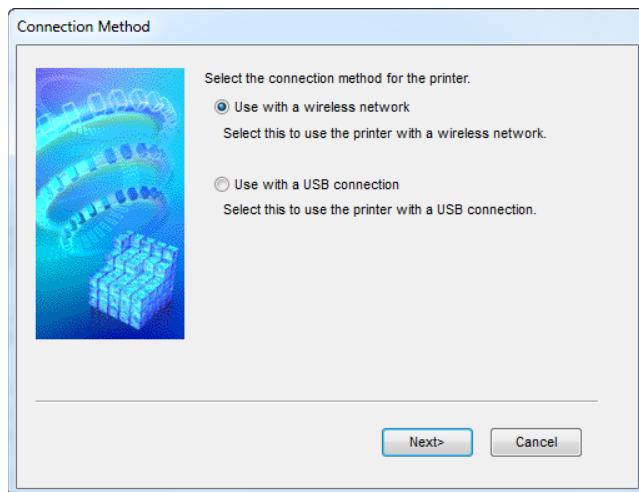 Connection Method
Select the connection method for the printer.
Use with a wireless network
Select this to use the printer with a wireless network.
Use with a USB connection
Select this to use the printer with a USB connection.
Next>
Cancel